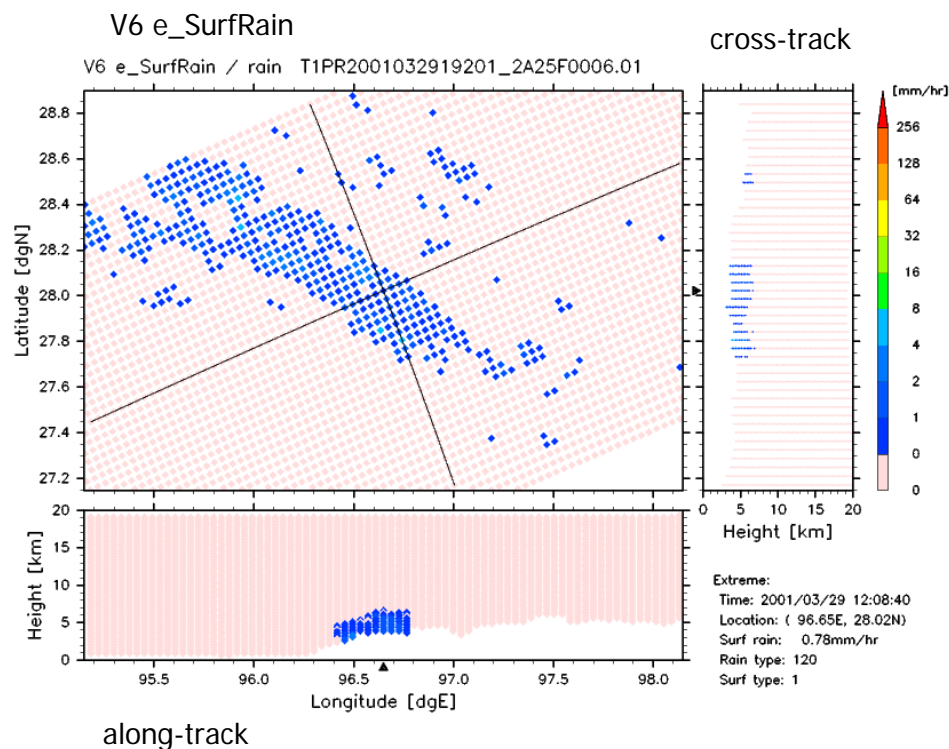 V6 e_SurfRain
cross-track
V6 e_SurfRain / rain T1PR2001032919201_2A25F0006.01
[mm/hr]
28.8
28.6
28.4
28.2
28.0
27.8
27.6
27.4
27.2
Latitude [dgN]
256
128
64
32
16
8
4
2
1
0
0
0 5 10 15 20
Height [km]
20
15
10
5
0
Height [km]
95.5 96.0 96.5 97.0 97.5 98.0
Longitude [dgE]
Extreme:
Time: 2001/03/29 12:08:40
Location: ( 96.65E, 28.02N)
Surf rain: 0.78mm/hr
Rain type: 120
Surf type: 1
along-track